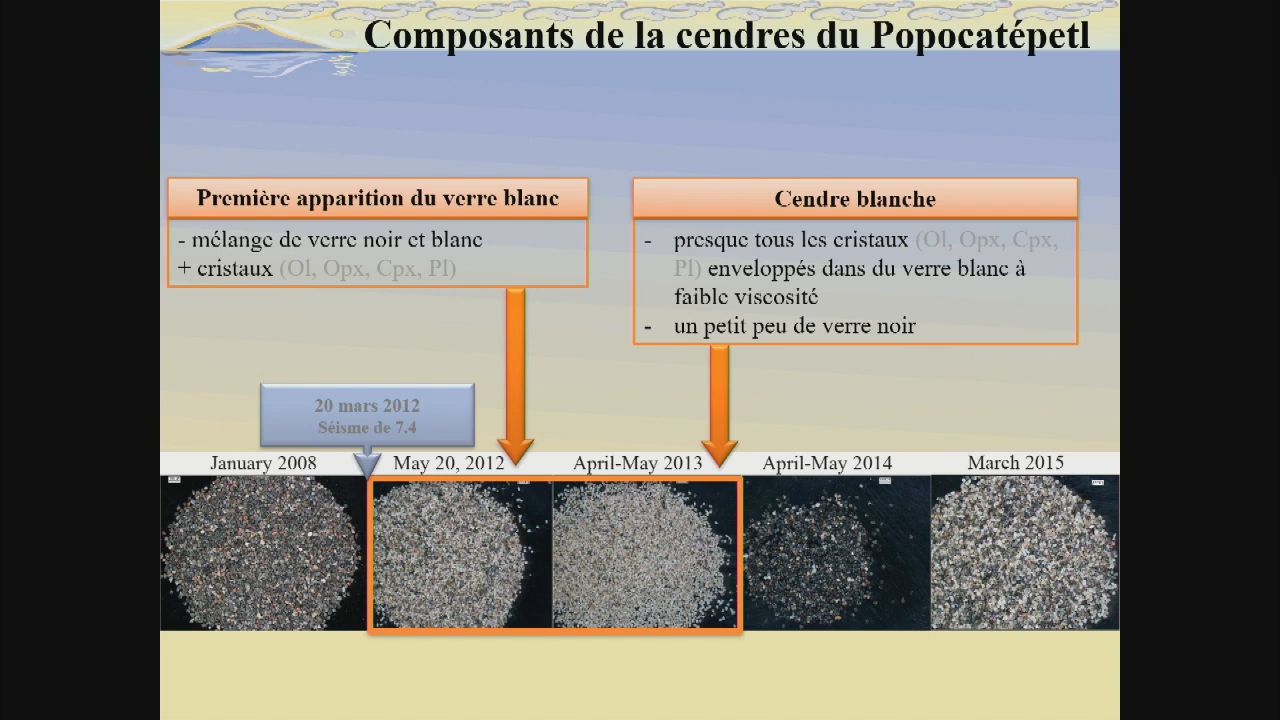 Composants de la cendres du Popocatépetl
Première apparition du verre blanc
- mélange de verre noir et blanc
+ cristaux (Ol, Opx, Cpx, Pl)
Cendre blanche
- presque tous les cristaux (Ol, Opx, Cpx,
Pl) enveloppés dans du verre blanc à
faible viscosité
- un petit peu de verre noir
20 mars 2012
Séisme de 7.4
January 2008
May 20, 2012
April-May 2013
April-May 2014
March 2015